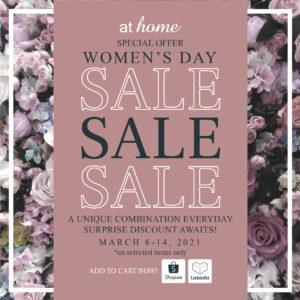 at home
SPECIAL OFFER
WOMEN'S DAY
SALE
SALE
SALE
A UNIQUE COMBINATION EVERYDAY
SURPRISE DISCOUNT AWAITS!
MARCH 8-14, 2021
*on selected items only
ADD TO CART NOW!
Shopee
Lazada